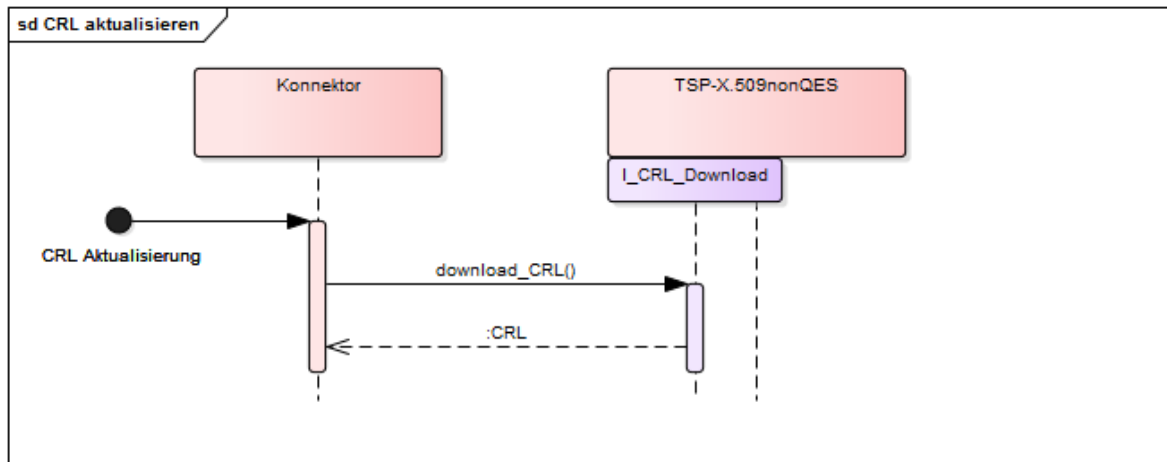 sd CRL aktualisieren
Konnektor
TSP-X.509nonQES
I_CRL_Download
CRL Aktualisierung
download_CRL()
:CRL